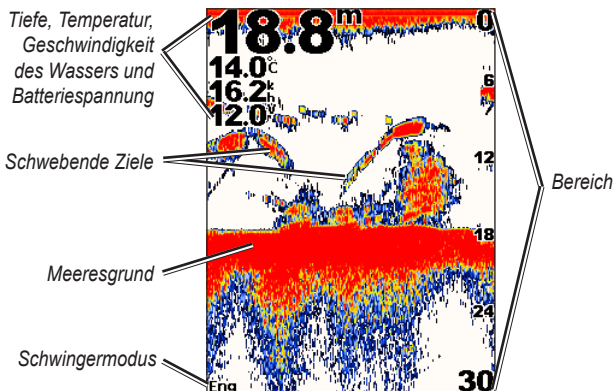 Tiefe, Temperatur,
Geschwindigkeit
des Wassers und
Batteriespannung
18.8m
14.0°C
16.2kh
12.0v
0
6
12
18
24
30
Schwebende Ziele
Bereich
Meeresgrund
Schwingermodus
Eng